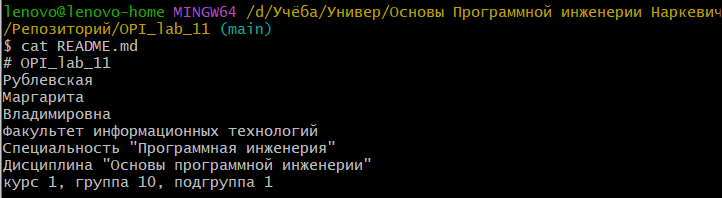 lenovo@lenovo-home MINGW64 /d/Учёба/Универ/Основы Программной инженерии Наркевич
/Репозиторий/OPI_lab_11 (main)
$ cat README.md
# OPI_lab_11
Рублевская
Маргарита
Владимировна
Факультет информационных технологий
Специальность "Программная инженерия"
Дисциплина "Основы программной инженерии"
курс 1, группа 10, подгруппа 1